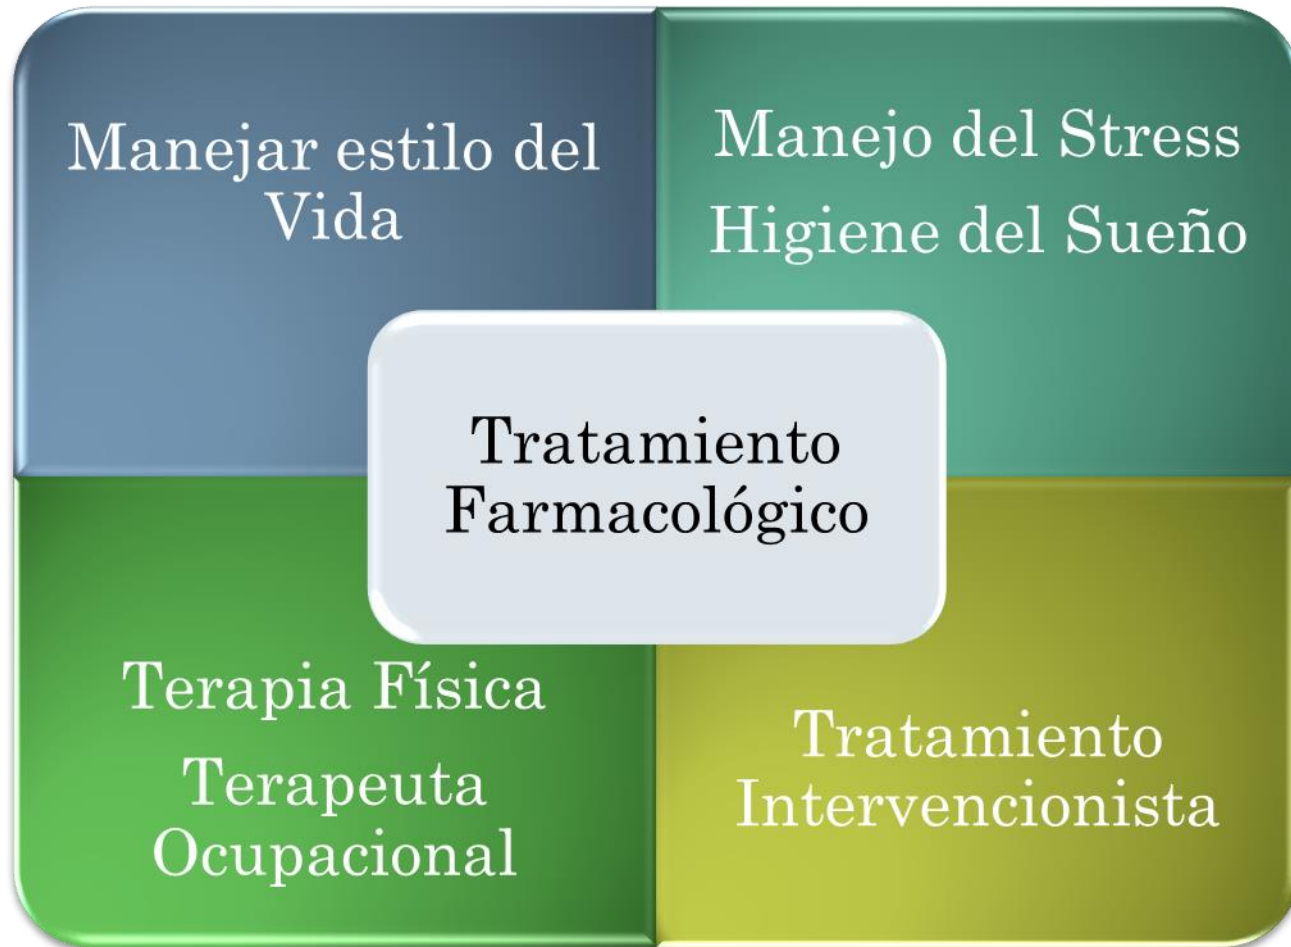 Manejar estilo del
Vida
Manejo del Stress
Higiene del Sueño
Tratamiento
Farmacológico
Terapia Física
Terapeuta
Ocupacional
Tratamiento
Intervencionista